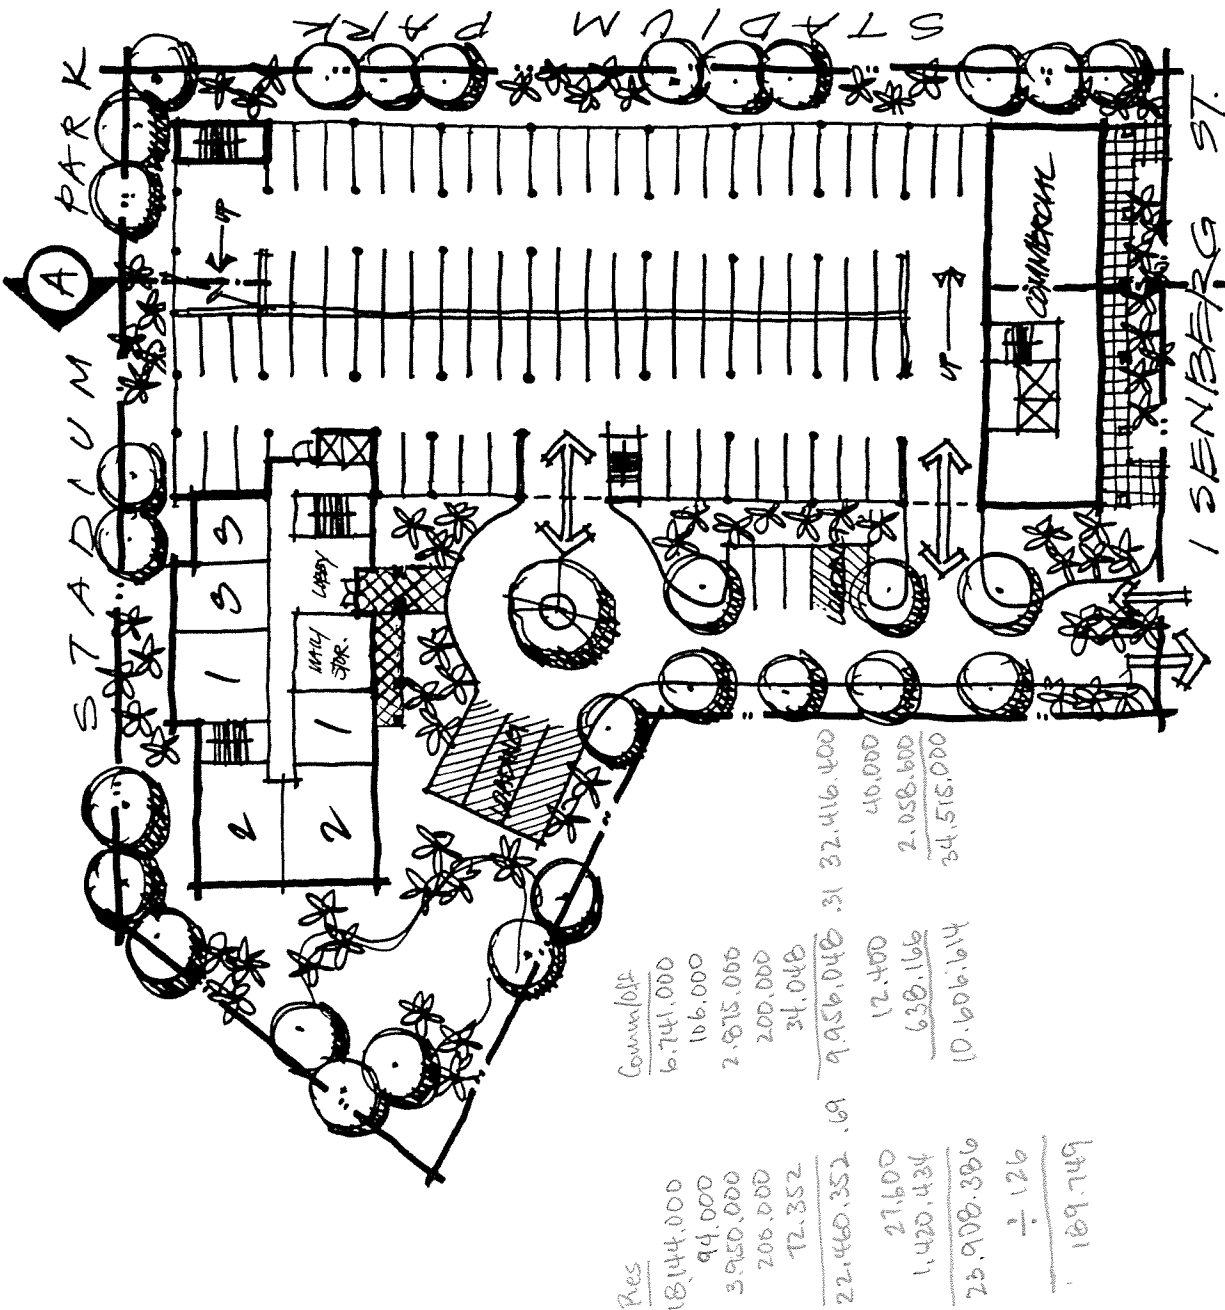 STADIUM PARK
STADIUM PARK
ISENBERG ST.
A
UP
UP
COMMERCIAL
3
3
1
LOBBY
MAIL/
STOR.
1
2
2
LOADING
LOADING
Res
18,144,000
94,000
3,950,000
200,000
72,352
22,460,352 .69
27,600
1,420,434
23,908,386
÷ 126
189,749
Comm/Off
6,741,000
106,000
2,875,000
200,000
34,048
9,956,048 .31
12,400
638,166
10,606,614
32,416,400
40,000
2,058,600
34,515,000